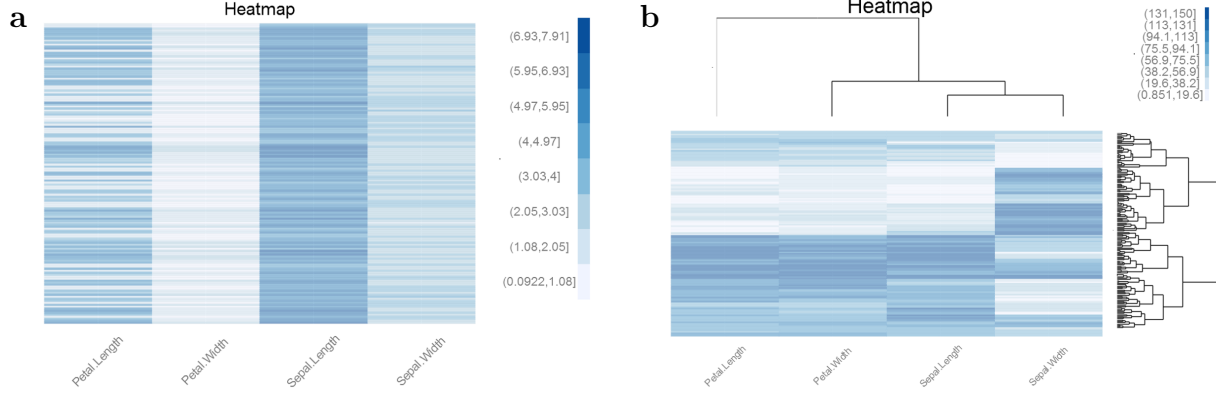 a
Heatmap
(6.93,7.91]
(5.95,6.93]
(4.97,5.95]
(4,4.97]
(3.03,4]
(2.05,3.03]
(1.08,2.05]
(0.0922,1.08]
Petal.Length
Petal.Width
Sepal.Length
Sepal.Width
b
Heatmap
(131,150]
(113,131]
(94.1,113]
(75.5,94.1]
(56.9,75.5]
(38.2,56.9]
(19.6,38.2]
(0.851,19.6]
Petal.Length
Petal.Width
Sepal.Length
Sepal.Width